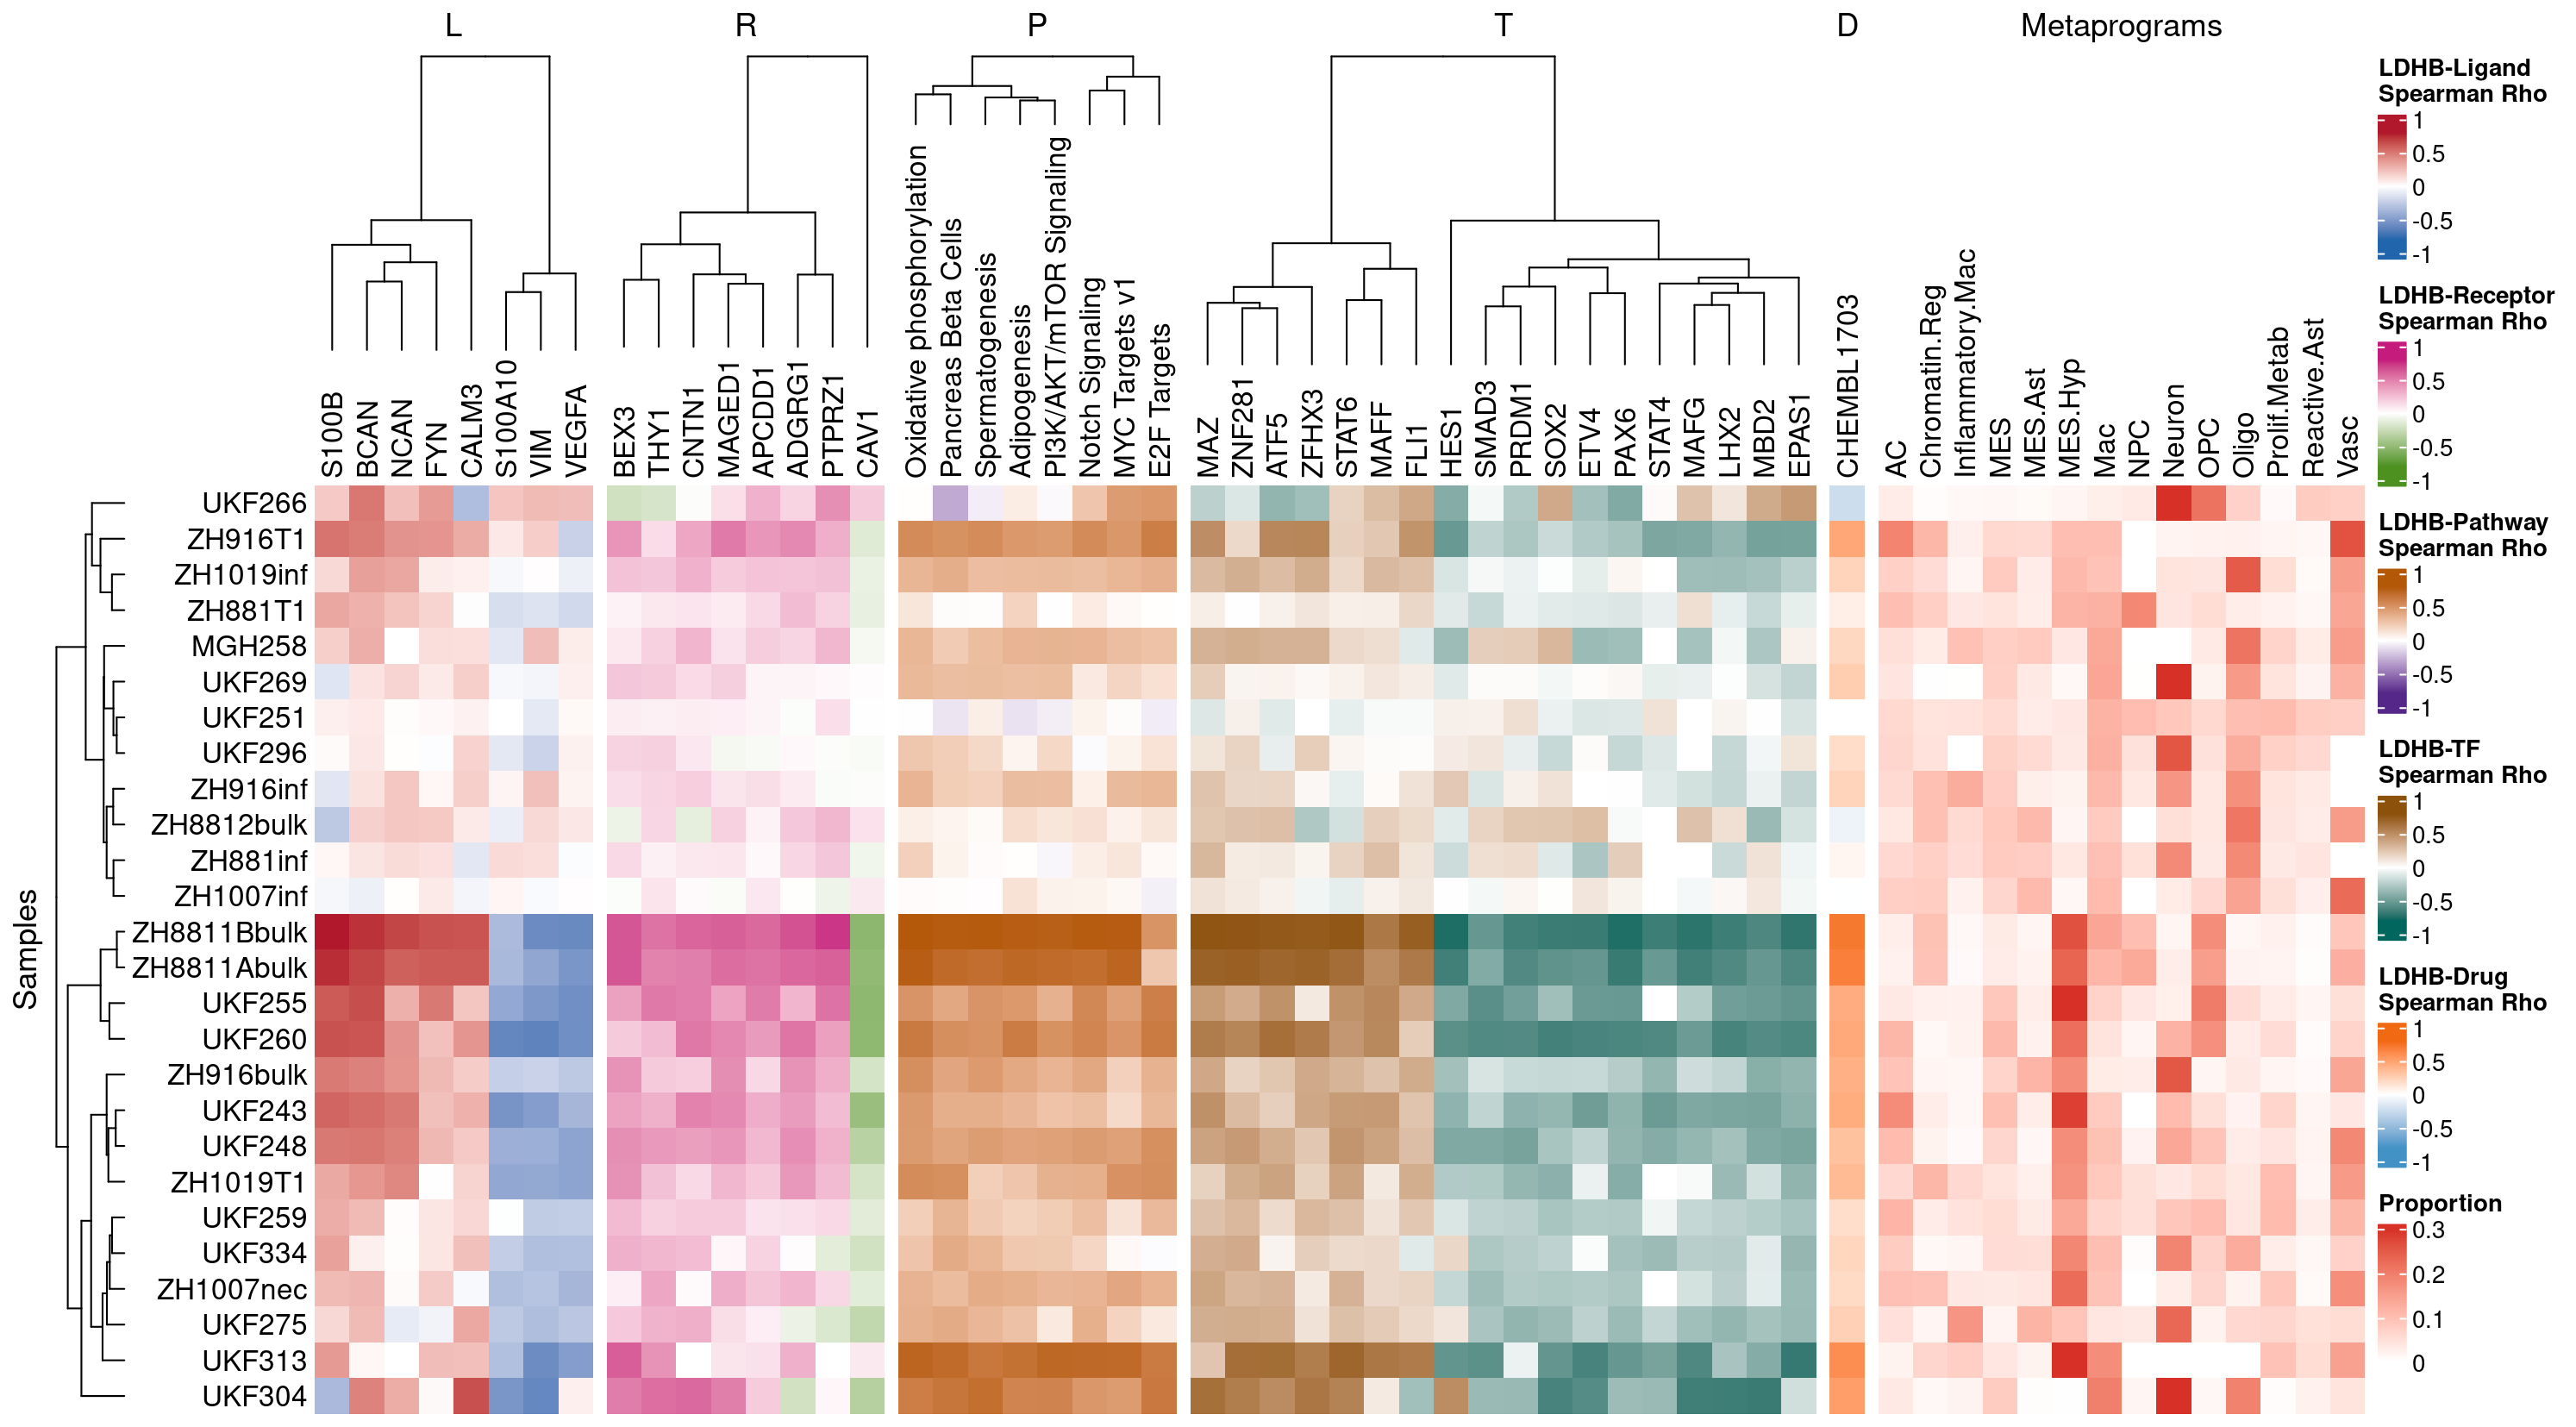 L R P T D Metaprograms
S100B
BCAN
NCAN
FYN
CALM3
S100A10
VIM
VEGFA
BEX3
THY1
CNTN1
MAGED1
APCDD1
ADGRG1
PTPRZ1
CAV1
Oxidative phosphorylation
Pancreas Beta Cells
Spermatogenesis
Adipogenesis
PI3K/AKT/mTOR Signaling
Notch Signaling
MYC Targets v1
E2F Targets
MAZ
ZNF281
ATF5
ZFHX3
STAT6
MAFF
FLI1
HES1
SMAD3
PRDM1
SOX2
ETV4
PAX6
STAT4
MAFG
LHX2
MBD2
EPAS1
CHEMBL1703
AC
Chromatin.Reg
Inflammatory.Mac
MES
MES.Ast
MES.Hyp
Mac
NPC
Neuron
OPC
Oligo
Prolif.Metab
Reactive.Ast
Vasc
Samples
UKF266
ZH916T1
ZH1019inf
ZH881T1
MGH258
UKF269
UKF251
UKF296
ZH916inf
ZH8812bulk
ZH881inf
ZH1007inf
ZH8811Bbulk
ZH8811Abulk
UKF255
UKF260
ZH916bulk
UKF243
UKF248
ZH1019T1
UKF259
UKF334
ZH1007nec
UKF275
UKF313
UKF304
LDHB-Ligand
Spearman Rho
1
0.5
0
-0.5
-1
LDHB-Receptor
Spearman Rho
1
0.5
0
-0.5
-1
LDHB-Pathway
Spearman Rho
1
0.5
0
-0.5
-1
LDHB-TF
Spearman Rho
1
0.5
0
-0.5
-1
LDHB-Drug
Spearman Rho
1
0.5
0
-0.5
-1
Proportion
0.3
0.2
0.1
0